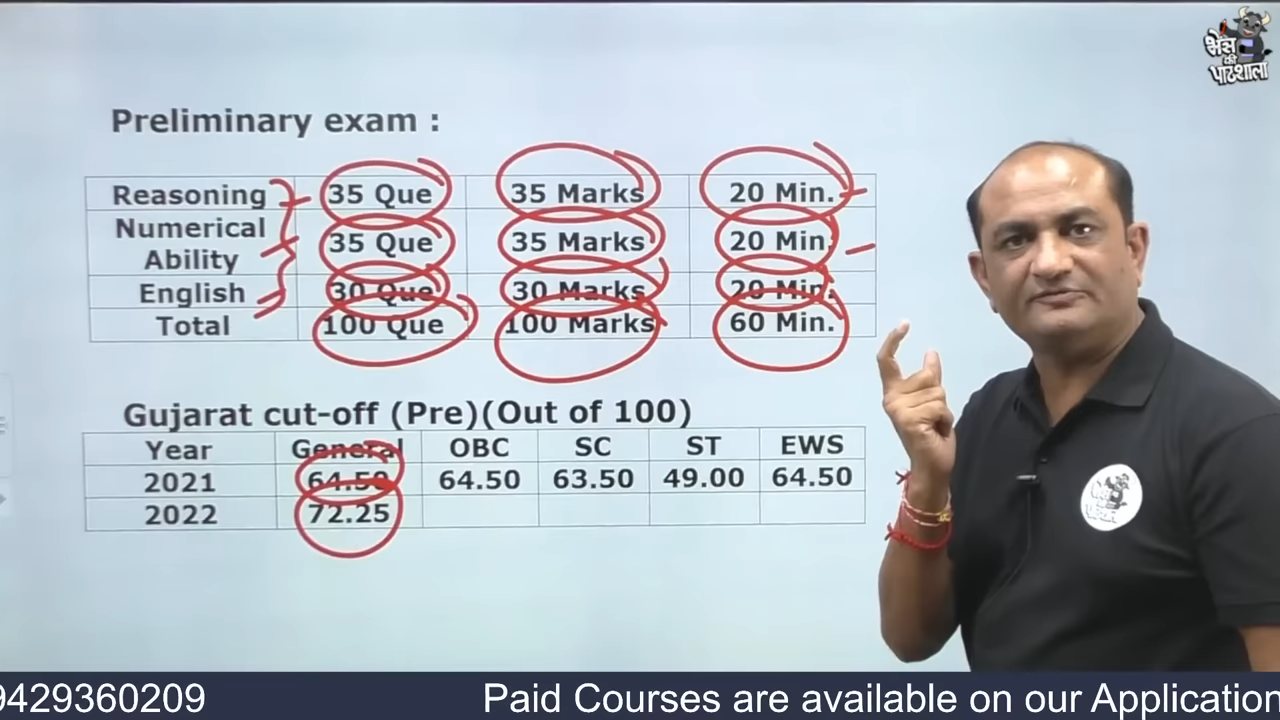 भैंस
की
पाठशाला
Preliminary exam :
Reasoning 35 Que 35 Marks 20 Min.
Numerical
Ability 35 Que 35 Marks 20 Min.
English 30 Que 30 Marks 20 Min.
Total 100 Que 100 Marks 60 Min.
Gujarat cut-off (Pre)(Out of 100)
Year General OBC SC ST EWS
2021 64.50 64.50 63.50 49.00 64.50
2022 72.25
9429360209 Paid Courses are available on our Application